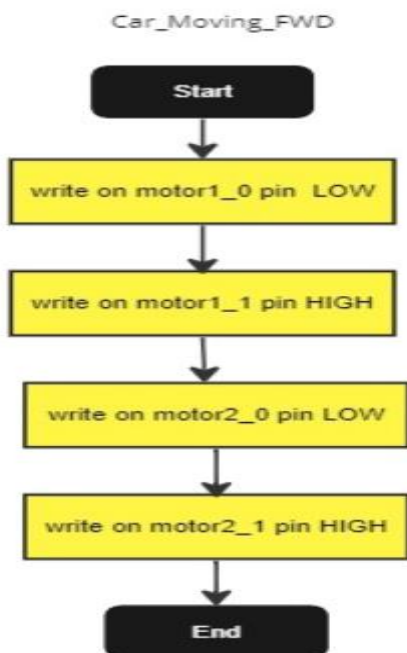 Car_Moving_FWD
Start
write on motor1_0 pin LOW
write on motor1_1 pin HIGH
write on motor2_0 pin LOW
write on motor2_1 pin HIGH
End